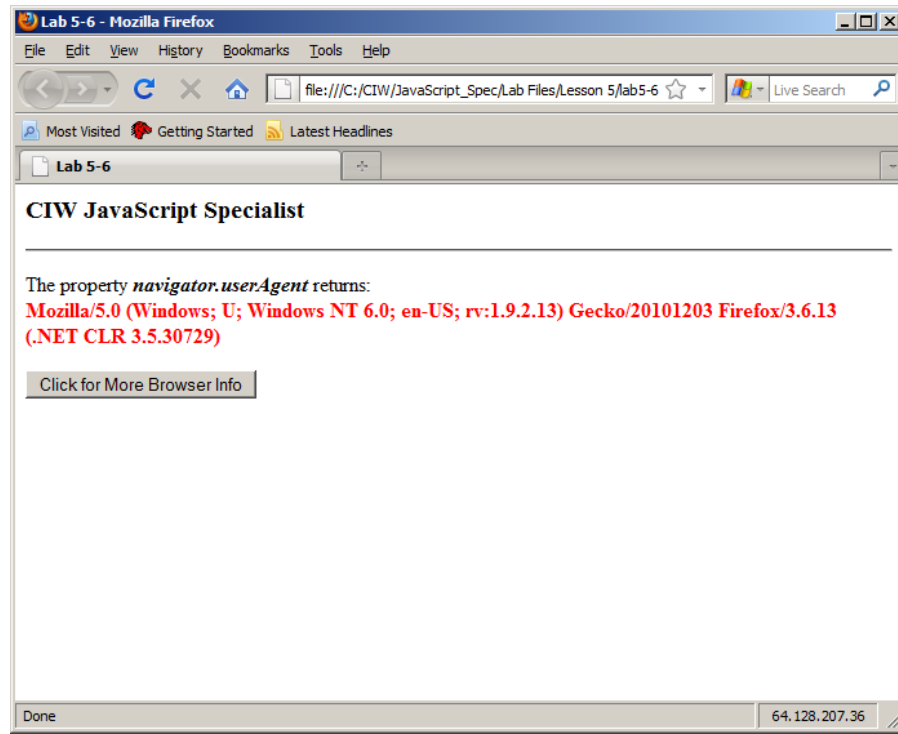 Lab 5-6 - Mozilla Firefox
File Edit View History Bookmarks Tools Help
file:///C:/CIW/JavaScript_Spec/Lab Files/Lesson 5/lab5-6
Live Search
Most Visited Getting Started Latest Headlines
Lab 5-6
CIW JavaScript Specialist
The property navigator.userAgent returns:
Mozilla/5.0 (Windows; U; Windows NT 6.0; en-US; rv:1.9.2.13) Gecko/20101203 Firefox/3.6.13
(.NET CLR 3.5.30729)
Click for More Browser Info
Done
64.128.207.36